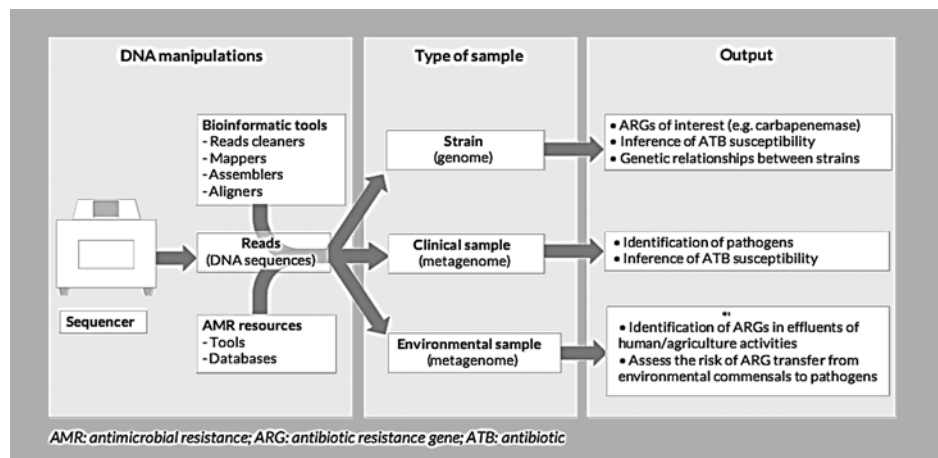 DNA manipulations
Bioinformatic tools
- Reads cleaners
- Mappers
- Assemblers
- Aligners
Reads
(DNA sequences)
Sequencer
AMR resources
- Tools
- Databases
Type of sample
Strain
(genome)
Clinical sample
(metagenome)
Environmental sample
(metagenome)
Output
• ARGs of interest (e.g. carbapenemase)
• Inference of ATB susceptibility
• Genetic relationships between strains
• Identification of pathogens
• Inference of ATB susceptibility
• Identification of ARGs in effluents of
human/agriculture activities
• Assess the risk of ARG transfer from
environmental commensals to pathogens
AMR: antimicrobial resistance; ARG: antibiotic resistance gene; ATB: antibiotic